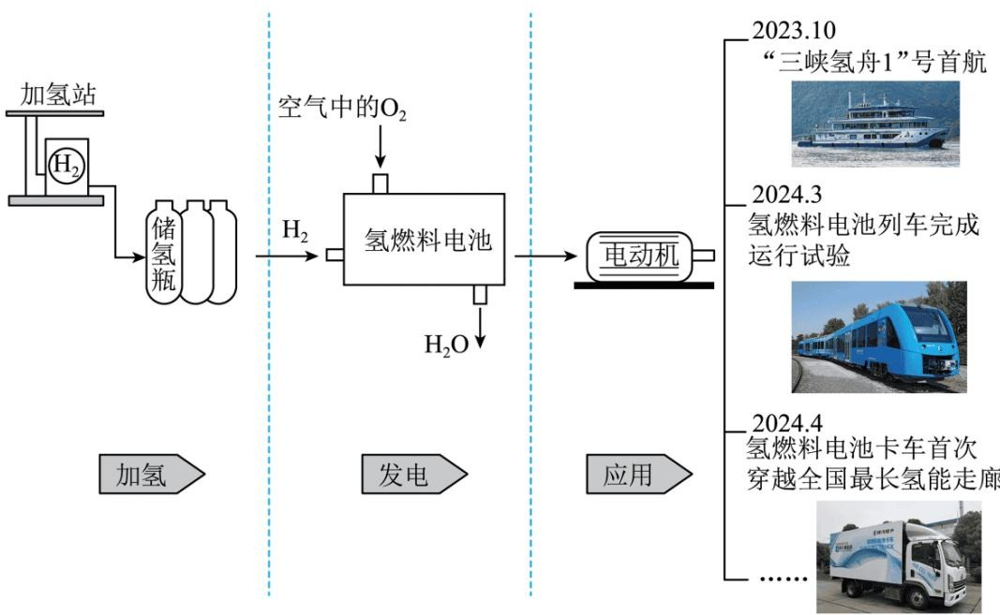 加氢站
H₂
储氢瓶
H₂
空气中的O₂
氢燃料电池
H₂O
电动机
加氢
发电
应用
2023.10
“三峡氢舟1”号首航
2024.3
氢燃料电池列车完成
运行试验
2024.4
氢燃料电池卡车首次
穿越全国最长氢能走廊
……